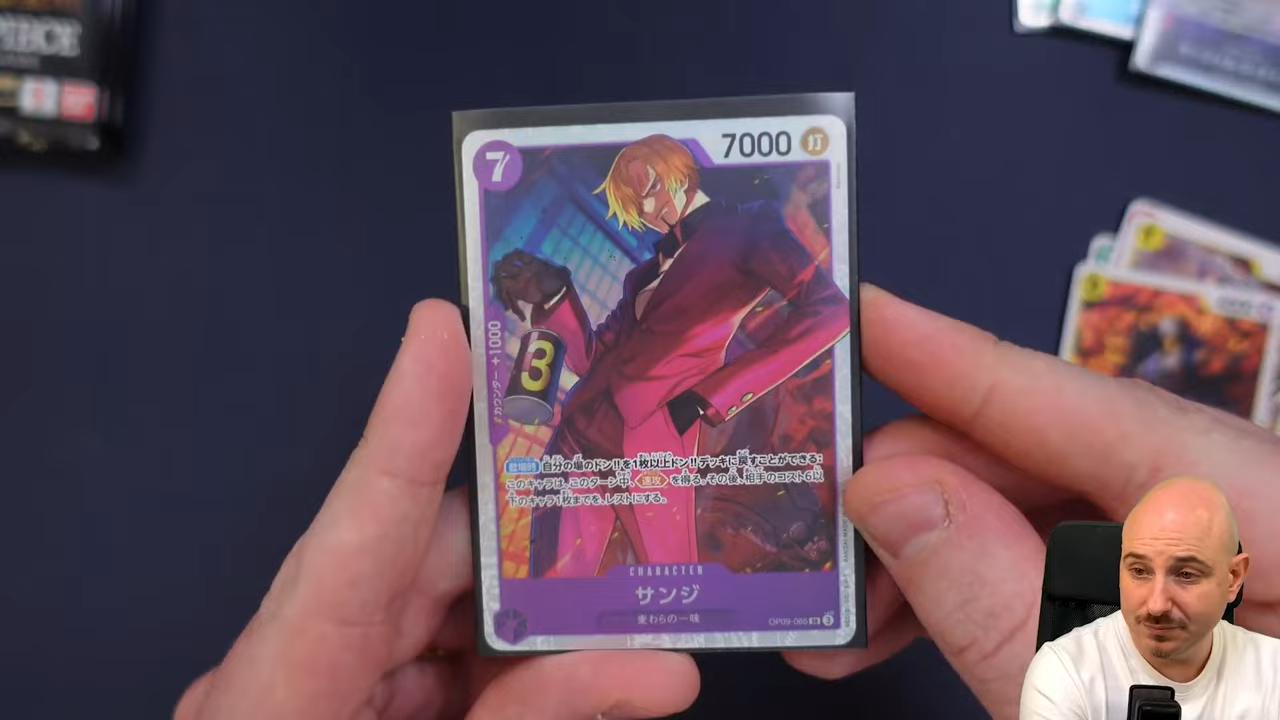 7
7000
打
カウンター +1000
3
登場時 自分の場のドン!!を1枚以上ドン!!デッキに戻すことができる:
このキャラは、このターン中、速攻を得る。その後、相手のコスト6以
下のキャラ1枚までを、レストにする。
CHARACTER
サンジ
麦わらの一味
OP09-065 SR 3